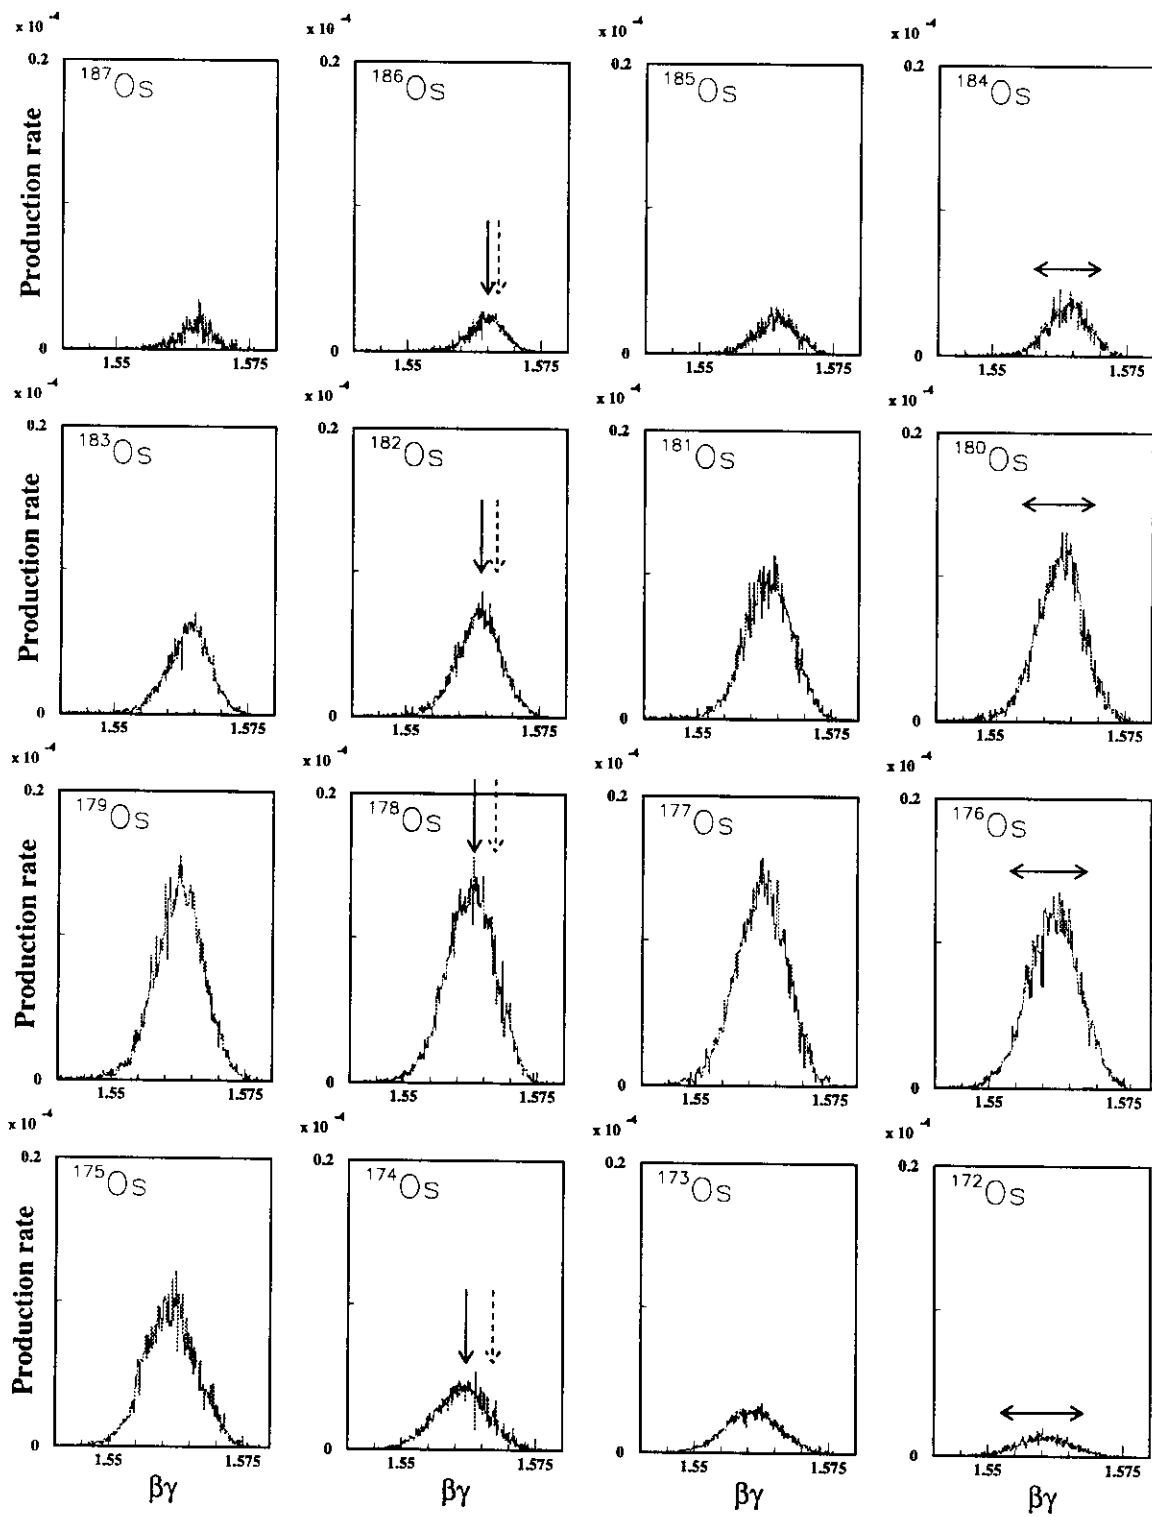 x 10⁻⁴ x 10⁻⁴ x 10⁻⁴ x 10⁻⁴
0.2 0.2 0.2 0.2
¹⁸⁷Os ¹⁸⁶Os ¹⁸⁵Os ¹⁸⁴Os
Production rate
0 0 0 0
1.55 1.575 1.55 1.575 1.55 1.575 1.55 1.575
x 10⁻⁴ x 10⁻⁴ x 10⁻⁴ x 10⁻⁴
0.2 0.2 0.2 0.2
¹⁸³Os ¹⁸²Os ¹⁸¹Os ¹⁸⁰Os
Production rate
0 0 0 0
1.55 1.575 1.55 1.575 1.55 1.575 1.55 1.575
x 10⁻⁴ x 10⁻⁴ x 10⁻⁴ x 10⁻⁴
0.2 0.2 0.2 0.2
¹⁷⁹Os ¹⁷⁸Os ¹⁷⁷Os ¹⁷⁶Os
Production rate
0 0 0 0
1.55 1.575 1.55 1.575 1.55 1.575 1.55 1.575
x 10⁻⁴ x 10⁻⁴ x 10⁻⁴ x 10⁻⁴
0.2 0.2 0.2 0.2
¹⁷⁵Os ¹⁷⁴Os ¹⁷³Os ¹⁷²Os
Production rate
0 0 0 0
1.55 1.575 1.55 1.575 1.55 1.575 1.55 1.575
βγ βγ βγ βγ